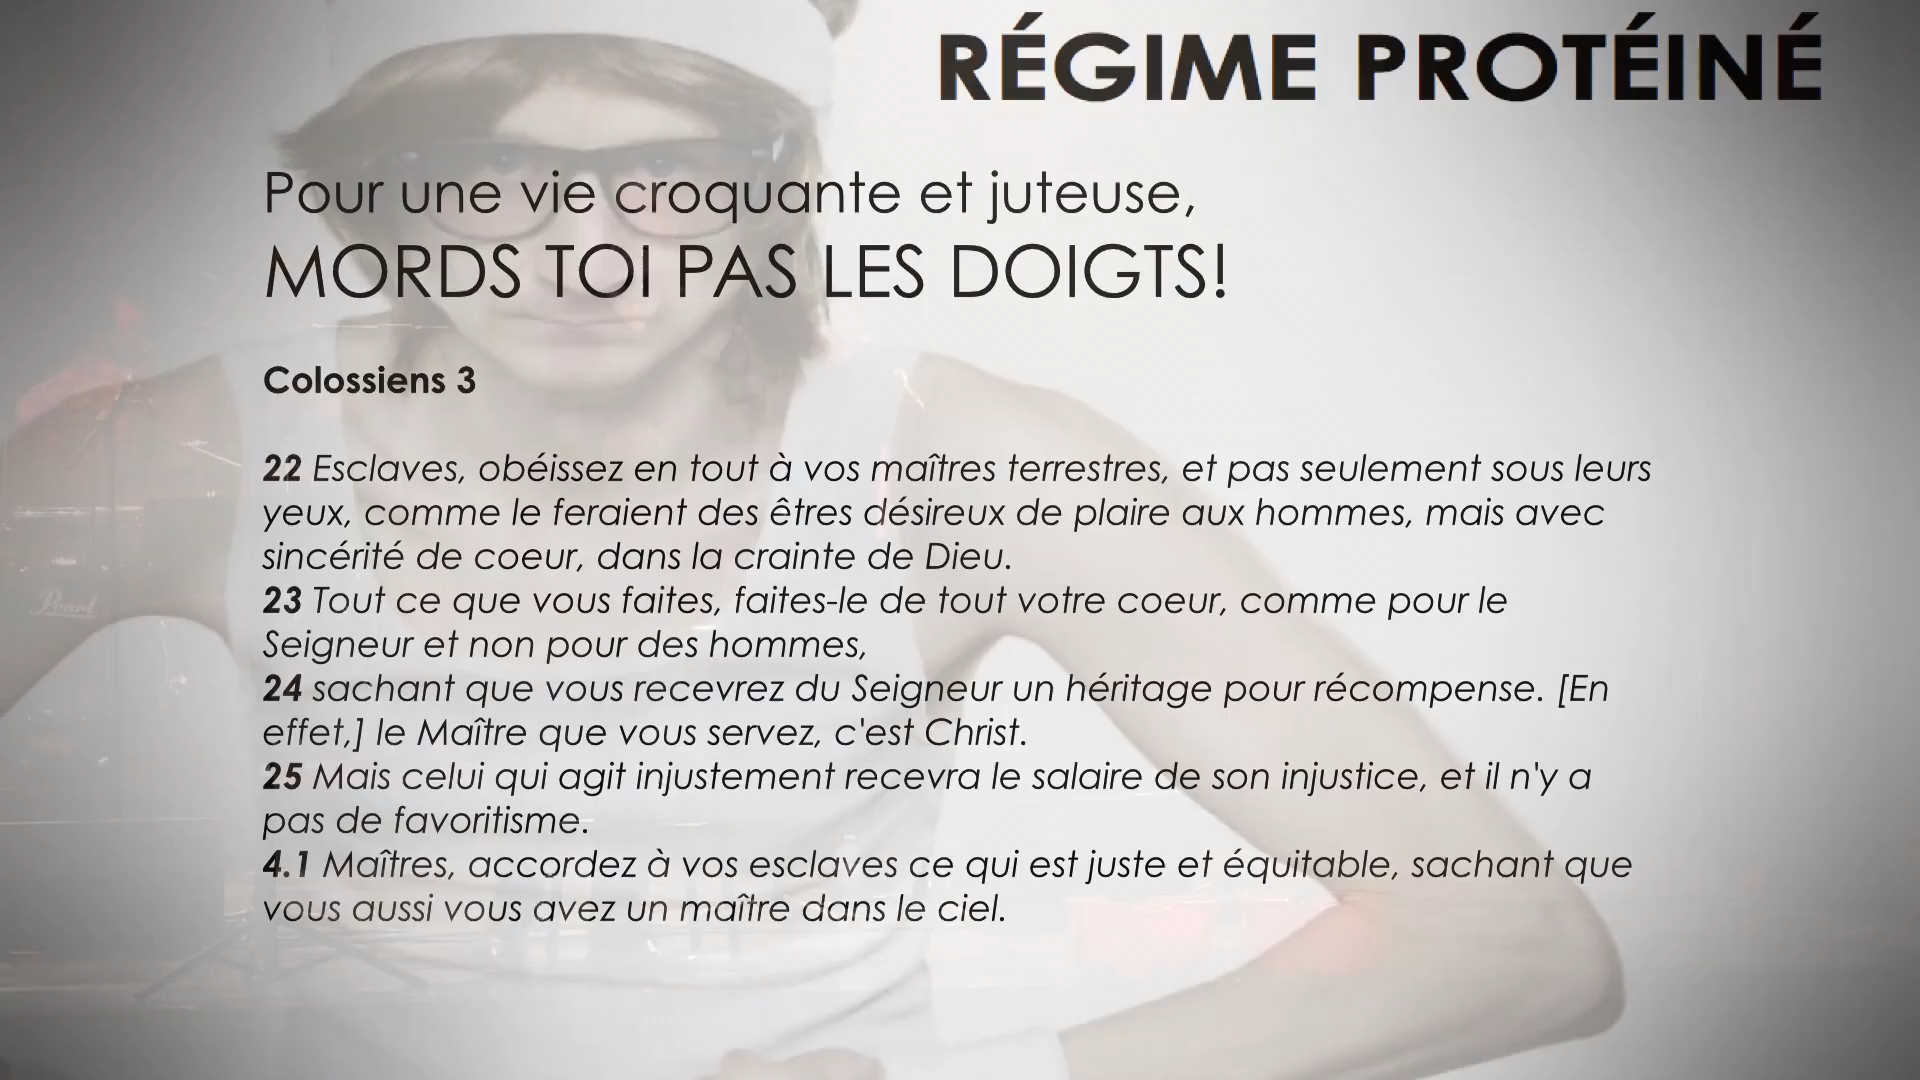 RÉGIME PROTÉINÉ
Pour une vie croquante et juteuse,
MORDS TOI PAS LES DOIGTS!
Colossiens 3
22 Esclaves, obéissez en tout à vos maîtres terrestres, et pas seulement sous leurs
yeux, comme le feraient des êtres désireux de plaire aux hommes, mais avec
sincérité de coeur, dans la crainte de Dieu.
23 Tout ce que vous faites, faites-le de tout votre coeur, comme pour le
Seigneur et non pour des hommes,
24 sachant que vous recevrez du Seigneur un héritage pour récompense. [En
effet,] le Maître que vous servez, c'est Christ.
25 Mais celui qui agit injustement recevra le salaire de son injustice, et il n'y a
pas de favoritisme.
4.1 Maîtres, accordez à vos esclaves ce qui est juste et équitable, sachant que
vous aussi vous avez un maître dans le ciel.
Pearl